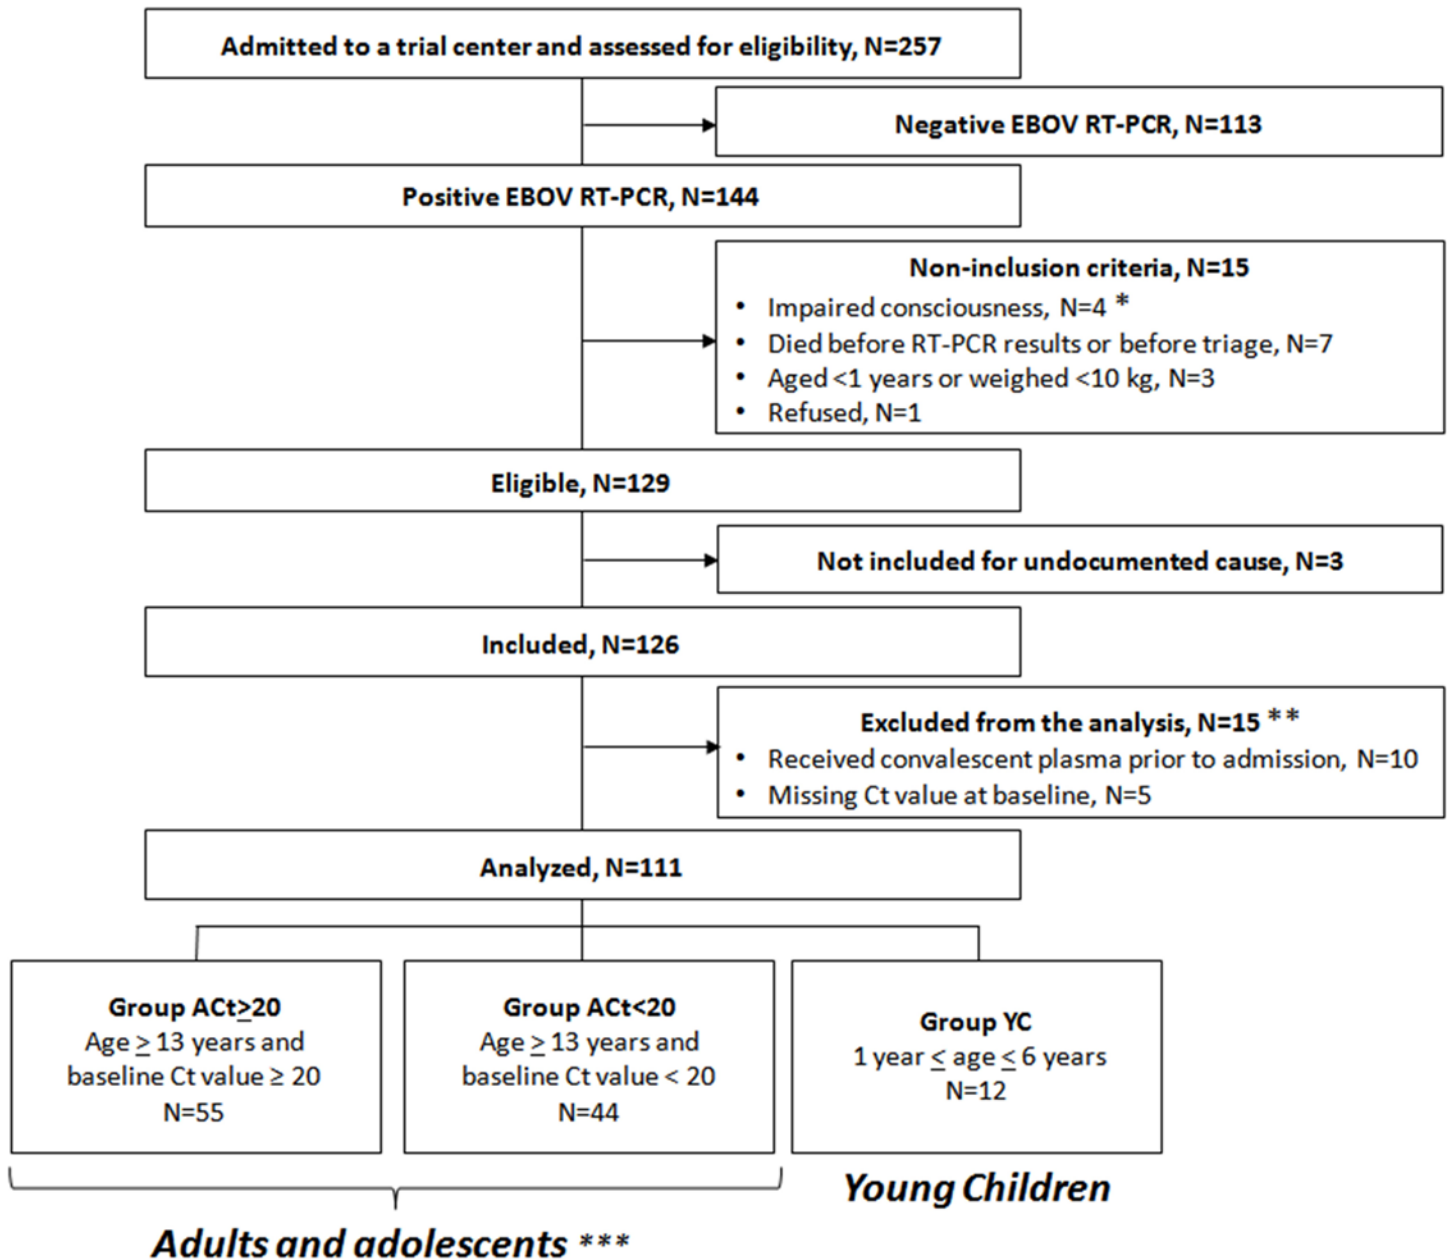 Admitted to a trial center and assessed for eligibility, N=257
Negative EBOV RT-PCR, N=113
Positive EBOV RT-PCR, N=144
Non-inclusion criteria, N=15
• Impaired consciousness, N=4 *
• Died before RT-PCR results or before triage, N=7
• Aged <1 years or weighed <10 kg, N=3
• Refused, N=1
Eligible, N=129
Not included for undocumented cause, N=3
Included, N=126
Excluded from the analysis, N=15 **
• Received convalescent plasma prior to admission, N=10
• Missing Ct value at baseline, N=5
Analyzed, N=111
Group ACt≥20
Age ≥ 13 years and
baseline Ct value ≥ 20
N=55
Group ACt<20
Age ≥ 13 years and
baseline Ct value < 20
N=44
Group YC
1 year ≤ age ≤ 6 years
N=12
Young Children
Adults and adolescents ***